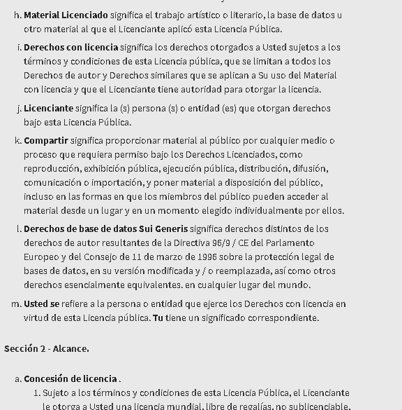 h. Material Licenciado significa el trabajo artístico o literario, la base de datos u
otro material al que el Licenciante aplicó esta Licencia Pública.
i. Derechos con licencia significa los derechos otorgados a Usted sujetos a los
términos y condiciones de esta Licencia pública, que se limitan a todos los
Derechos de autor y Derechos similares que se aplican a Su uso del Material
con licencia y que el Licenciante tiene autoridad para otorgar la licencia.
j. Licenciante significa la (s) persona (s) o entidad (es) que otorgan derechos
bajo esta Licencia Pública.
k. Compartir significa proporcionar material al público por cualquier medio o
proceso que requiera permiso bajo los Derechos Licenciados, como
reproducción, exhibición pública, ejecución pública, distribución, difusión,
comunicación o importación, y poner material a disposición del público,
incluso en las formas en que los miembros del público pueden acceder al
material desde un lugar y en un momento elegido individualmente por ellos.
l. Derechos de base de datos Sui Generis significa derechos distintos de los
derechos de autor resultantes de la Directiva 96/9 / CE del Parlamento
Europeo y del Consejo de 11 de marzo de 1996 sobre la protección legal de
bases de datos, en su versión modificada y / o reemplazada, así como otros
derechos esencialmente equivalentes. en cualquier lugar del mundo.
m. Usted se refiere a la persona o entidad que ejerce los Derechos con licencia en
virtud de esta Licencia pública. Tu tiene un significado correspondiente.
Sección 2 - Alcance.
a. Concesión de licencia .
1. Sujeto a los términos y condiciones de esta Licencia Pública, el Licenciante
le otorga a Usted una licencia mundial, libre de regalías, no sublicenciable,